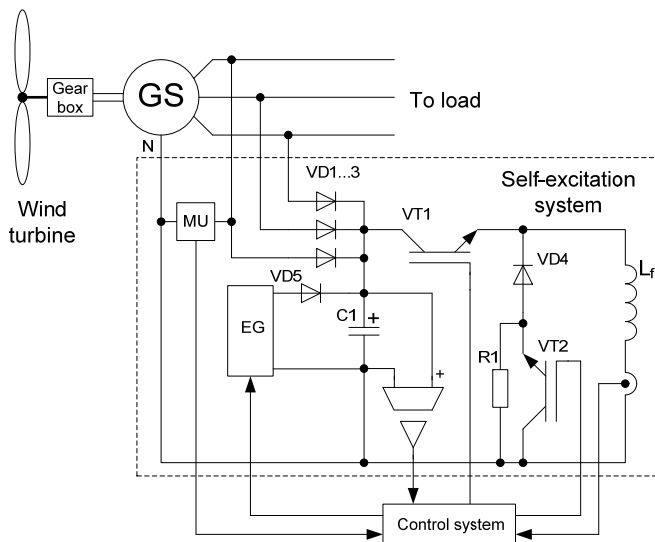 Gear
box
GS
To load
N
VD1...3
Self-excitation
system
VT1
Wind
turbine
MU
VD4
Lf
VD5
EG
C1
+
R1
VT2
+
Control system